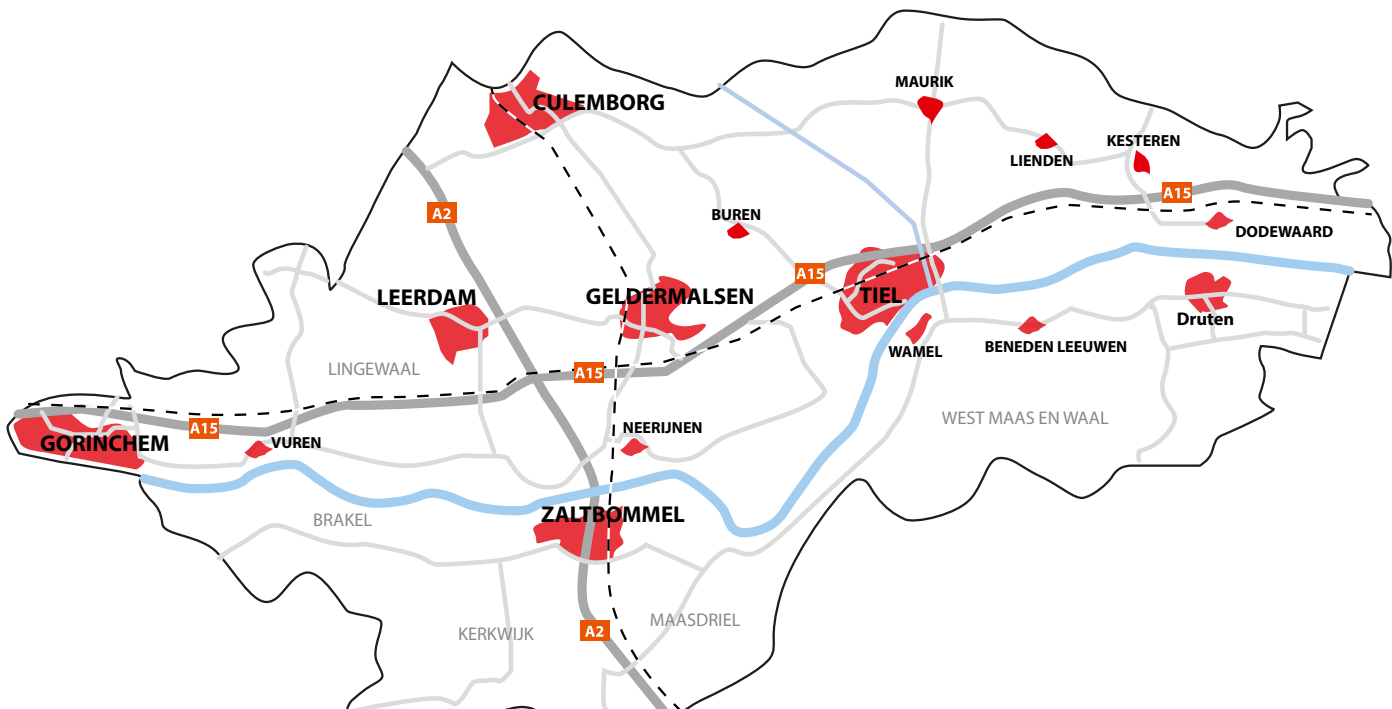 MAURIK
CULEMBORG
KESTEREN
LIENDEN
A15
A2
BUREN
DODEWAARD
A15
LEERDAM
GELDERMALSEN
TIEL
Druten
WAMEL
BENEDEN LEEUWEN
LINGEWAAL
A15
WEST MAAS EN WAAL
A15
NEERIJNEN
GORINCHEM
VUREN
BRAKEL
ZALTBOMMEL
MAASDRIEL
KERKWIJK
A2